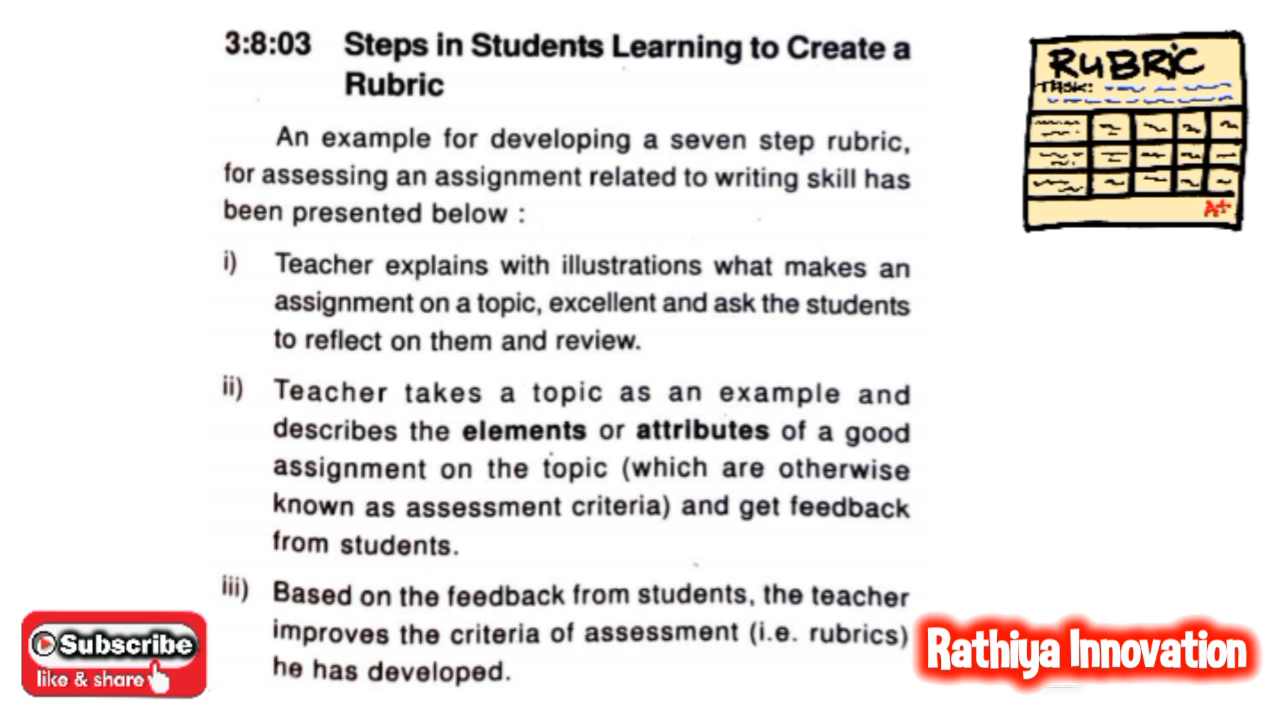 3:8:03 Steps in Students Learning to Create a
Rubric
An example for developing a seven step rubric,
for assessing an assignment related to writing skill has
been presented below :
i) Teacher explains with illustrations what makes an
assignment on a topic, excellent and ask the students
to reflect on them and review.
ii) Teacher takes a topic as an example and
describes the elements or attributes of a good
assignment on the topic (which are otherwise
known as assessment criteria) and get feedback
from students.
iii) Based on the feedback from students, the teacher
improves the criteria of assessment (i.e. rubrics)
he has developed.
RUBRIC
TASK:
A+
Subscribe
like & share
Rathiya Innovation